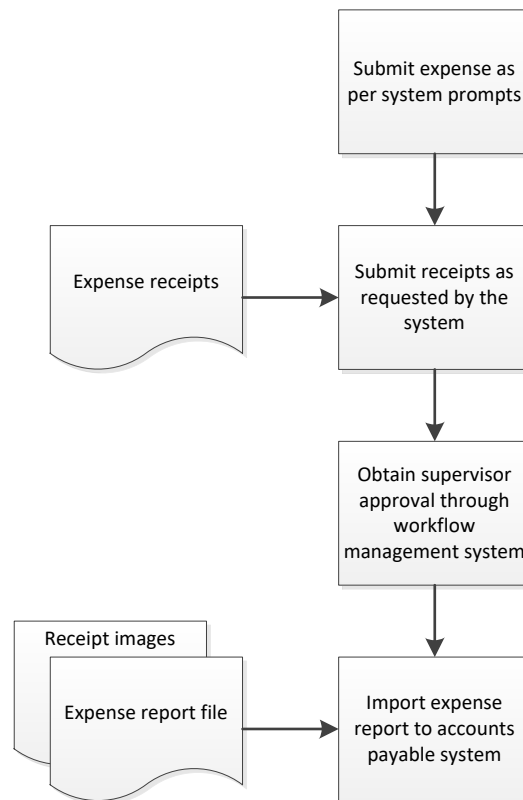 Submit expense as
per system prompts
Expense receipts
Submit receipts as
requested by the
system
Obtain supervisor
approval through
workflow
management system
Receipt images
Expense report file
Import expense
report to accounts
payable system